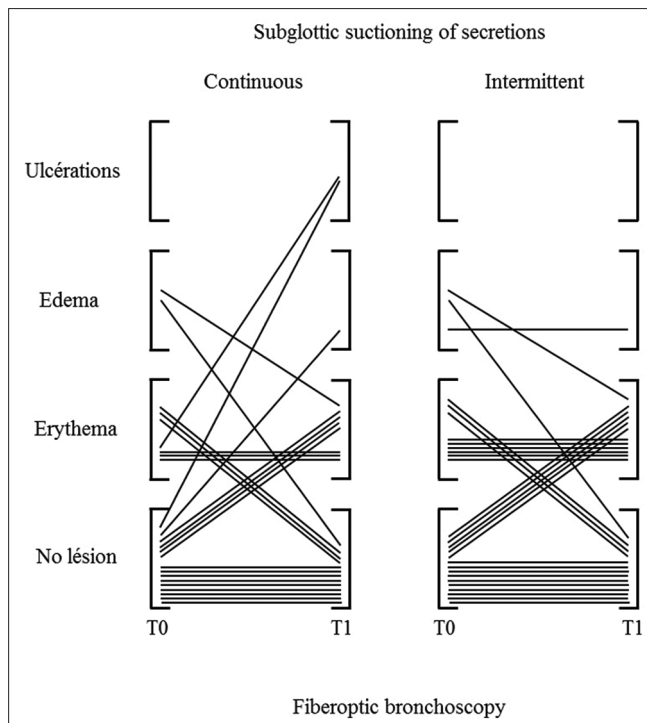 Subglottic suctioning of secretions
Continuous Intermittent
Ulcérations
Edema
Erythema
No lésion
T0 T1 T0 T1
Fiberoptic bronchoscopy